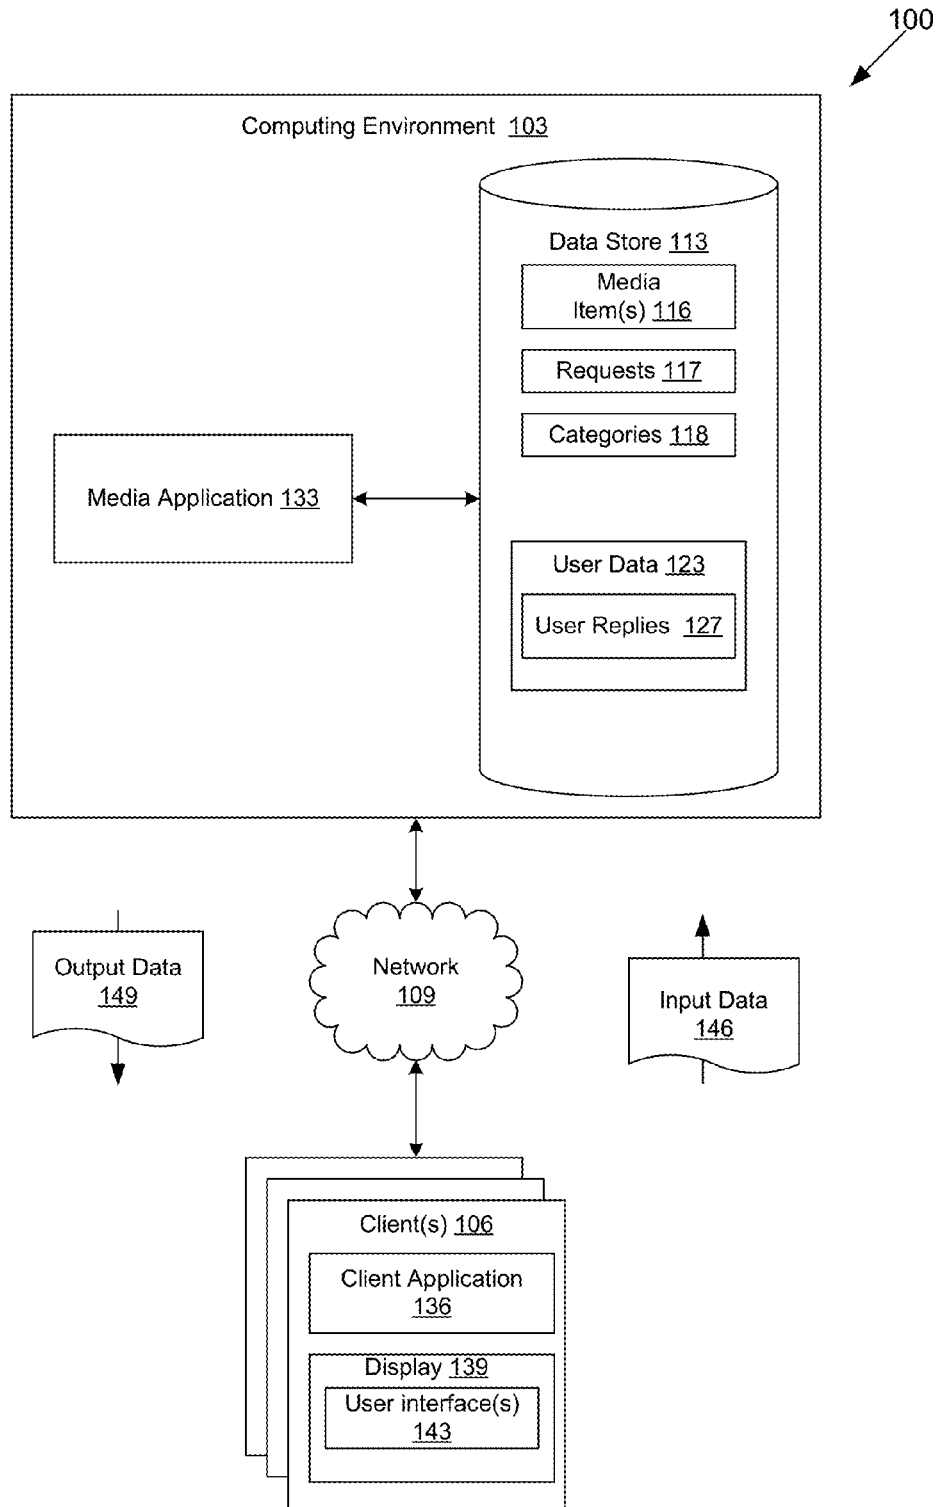 100
Computing Environment 103
Data Store 113
Media
Item(s) 116
Requests 117
Categories 118
Media Application 133
User Data 123
User Replies 127
Output Data
149
Network
109
Input Data
146
Client(s) 106
Client Application
136
Display 139
User interface(s)
143